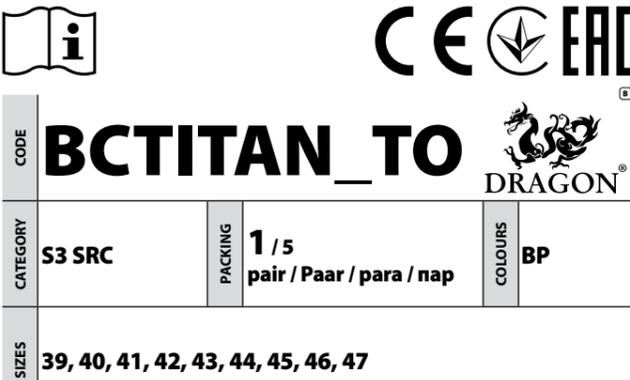 CE EAC
B
CODE
BCTITAN_TO
DRAGON®
CATEGORY
S3 SRC
PACKING
1 / 5
pair / Paar / para / пар
COLOURS
BP
SIZES
39, 40, 41, 42, 43, 44, 45, 46, 47